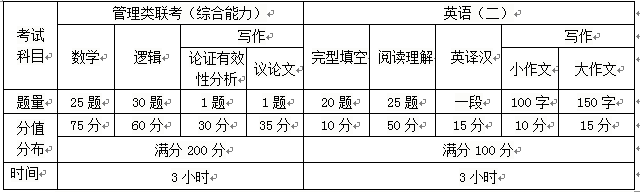 考试科目 管理类联考（综合能力） 英语（二）
数学 逻辑 写作 完型填空 阅读理解 英译汉 写作
论证有效性分析 议论文 小作文 大作文
题量 25 题 30 题 1 题 1 题 20 题 25 题 一段 100 字 150 字
分值分布 75 分 60 分 30 分 35 分 10 分 50 分 15 分 10 分 15 分
满分 200 分 满分 100 分
时间 3 小时 3 小时